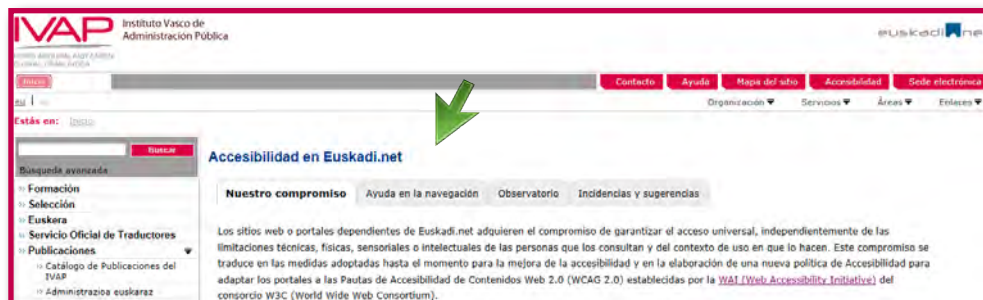 IVAP
Instituto Vasco de
Administración Pública
euskadi.ne
Inicio
Contacto Ayuda Mapa del sitio Accesibilidad Sede electrónica
eu
Organización Servicios Áreas Enlaces
Estás en: Inicio
Buscar
Búsqueda avanzada
Formación
Selección
Euskera
Servicio Oficial de Traductores
Publicaciones
Catálogo de Publicaciones del
IVAP
Administrazioa euskaraz
Accesibilidad en Euskadi.net
Nuestro compromiso Ayuda en la navegación Observatorio Incidencias y sugerencias
Los sitios web o portales dependientes de Euskadi.net adquieren el compromiso de garantizar el acceso universal, independientemente de las
limitaciones técnicas, físicas, sensoriales o intelectuales de las personas que los consultan y del contexto de uso en que lo hacen. Este compromiso se
traduce en las medidas adoptadas hasta el momento para la mejora de la accesibilidad y en la elaboración de una nueva política de Accesibilidad para
adaptar los portales a las Pautas de Accesibilidad de Contenidos Web 2.0 (WCAG 2.0) establecidas por la WAI (Web Accessibility Initiative) del
consorcio W3C (World Wide Web Consortium).